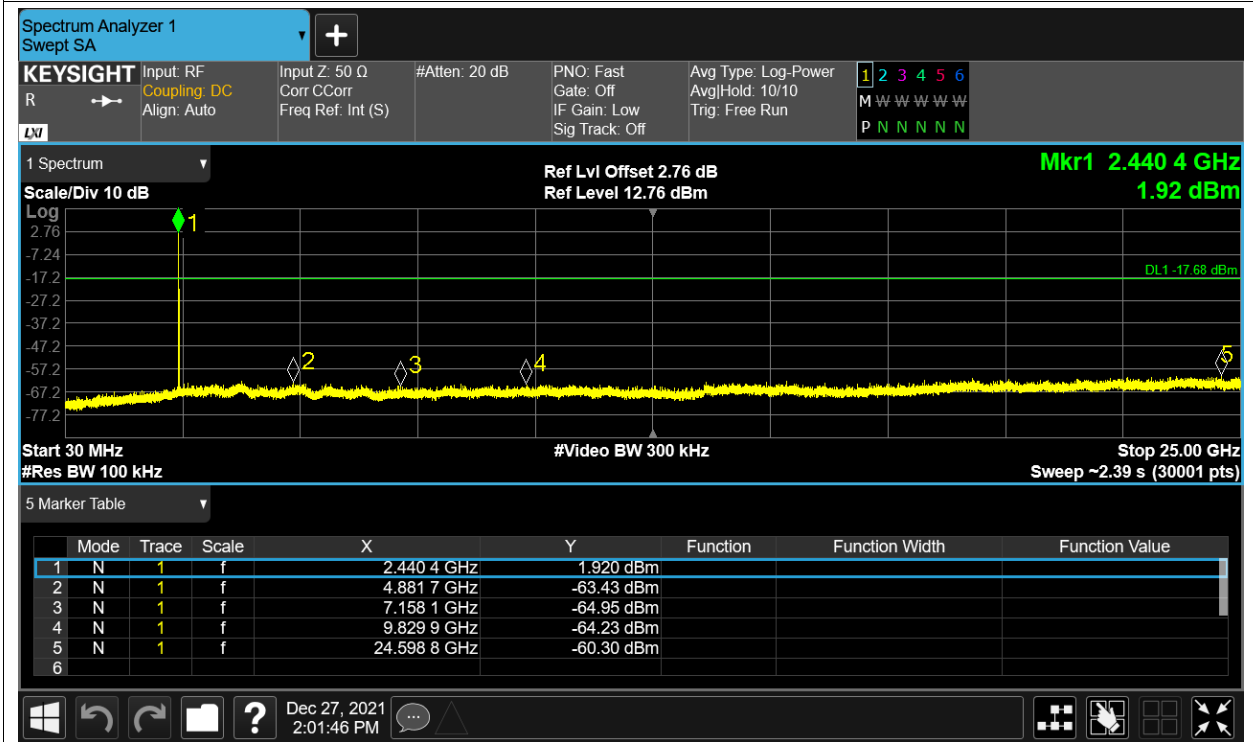 Spectrum Analyzer 1
Swept SA
KEYSIGHT Input: RF Input Z: 50 Ω #Atten: 20 dB PNO: Fast Avg Type: Log-Power 1 2 3 4 5 6
R Coupling: DC Corr CCorr Gate: Off Avg|Hold: 10/10 M W W W W W
Align: Auto Freq Ref: Int (S) IF Gain: Low Trig: Free Run
LXI Sig Track: Off P N N N N N
1 Spectrum Ref Lvl Offset 2.76 dB Mkr1 2.440 4 GHz
Scale/Div 10 dB Ref Level 12.76 dBm 1.92 dBm
Log
1
2.76
-7.24
DL1 -17.68 dBm
-17.2
-27.2
-37.2
-47.2
2 3 4 5
-57.2
-67.2
-77.2
Start 30 MHz #Video BW 300 kHz Stop 25.00 GHz
#Res BW 100 kHz Sweep ~2.39 s (30001 pts)
5 Marker Table
Mode Trace Scale X Y Function Function Width Function Value
1 N 1 f 2.440 4 GHz 1.920 dBm
2 N 1 f 4.881 7 GHz -63.43 dBm
3 N 1 f 7.158 1 GHz -64.95 dBm
4 N 1 f 9.829 9 GHz -64.23 dBm
5 N 1 f 24.598 8 GHz -60.30 dBm
6
? Dec 27, 2021
2:01:46 PM